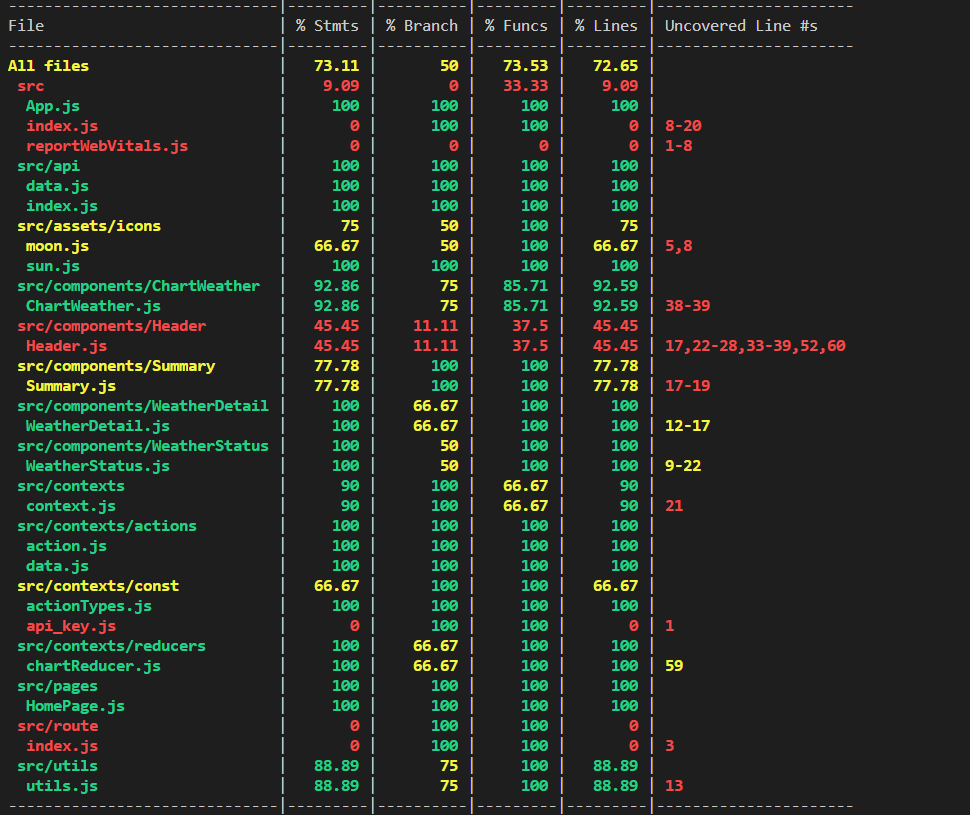 -------------------------------|---------|----------|---------|---------|----------------------
File                           | % Stmts | % Branch | % Funcs | % Lines | Uncovered Line #s
-------------------------------|---------|----------|---------|---------|----------------------
All files                      |   73.11 |       50 |   73.53 |   72.65 |
 src                           |    9.09 |        0 |   33.33 |    9.09 |
  App.js                       |     100 |      100 |     100 |     100 |
  index.js                     |       0 |      100 |     100 |       0 | 8-20
  reportWebVitals.js           |       0 |        0 |       0 |       0 | 1-8
 src/api                       |     100 |      100 |     100 |     100 |
  data.js                      |     100 |      100 |     100 |     100 |
  index.js                     |     100 |      100 |     100 |     100 |
 src/assets/icons              |      75 |       50 |     100 |      75 |
  moon.js                      |   66.67 |       50 |     100 |   66.67 | 5,8
  sun.js                       |     100 |      100 |     100 |     100 |
 src/components/ChartWeather   |   92.86 |       75 |   85.71 |   92.59 |
  ChartWeather.js              |   92.86 |       75 |   85.71 |   92.59 | 38-39
 src/components/Header         |   45.45 |    11.11 |    37.5 |   45.45 |
  Header.js                    |   45.45 |    11.11 |    37.5 |   45.45 | 17,22-28,33-39,52,60
 src/components/Summary        |   77.78 |      100 |     100 |   77.78 |
  Summary.js                   |   77.78 |      100 |     100 |   77.78 | 17-19
 src/components/WeatherDetail  |     100 |    66.67 |     100 |     100 |
  WeatherDetail.js             |     100 |    66.67 |     100 |     100 | 12-17
 src/components/WeatherStatus  |     100 |       50 |     100 |     100 |
  WeatherStatus.js             |     100 |       50 |     100 |     100 | 9-22
 src/contexts                  |      90 |      100 |   66.67 |      90 |
  context.js                   |      90 |      100 |   66.67 |      90 | 21
 src/contexts/actions          |     100 |      100 |     100 |     100 |
  action.js                    |     100 |      100 |     100 |     100 |
  data.js                      |     100 |      100 |     100 |     100 |
 src/contexts/const            |   66.67 |      100 |     100 |   66.67 |
  actionTypes.js               |     100 |      100 |     100 |     100 |
  api_key.js                   |       0 |      100 |     100 |       0 | 1
 src/contexts/reducers         |     100 |    66.67 |     100 |     100 |
  chartReducer.js              |     100 |    66.67 |     100 |     100 | 59
 src/pages                     |     100 |      100 |     100 |     100 |
  HomePage.js                  |     100 |      100 |     100 |     100 |
 src/route                     |       0 |      100 |     100 |       0 |
  index.js                     |       0 |      100 |     100 |       0 | 3
 src/utils                     |   88.89 |       75 |     100 |   88.89 |
  utils.js                     |   88.89 |       75 |     100 |   88.89 | 13
-------------------------------|---------|----------|---------|---------|----------------------